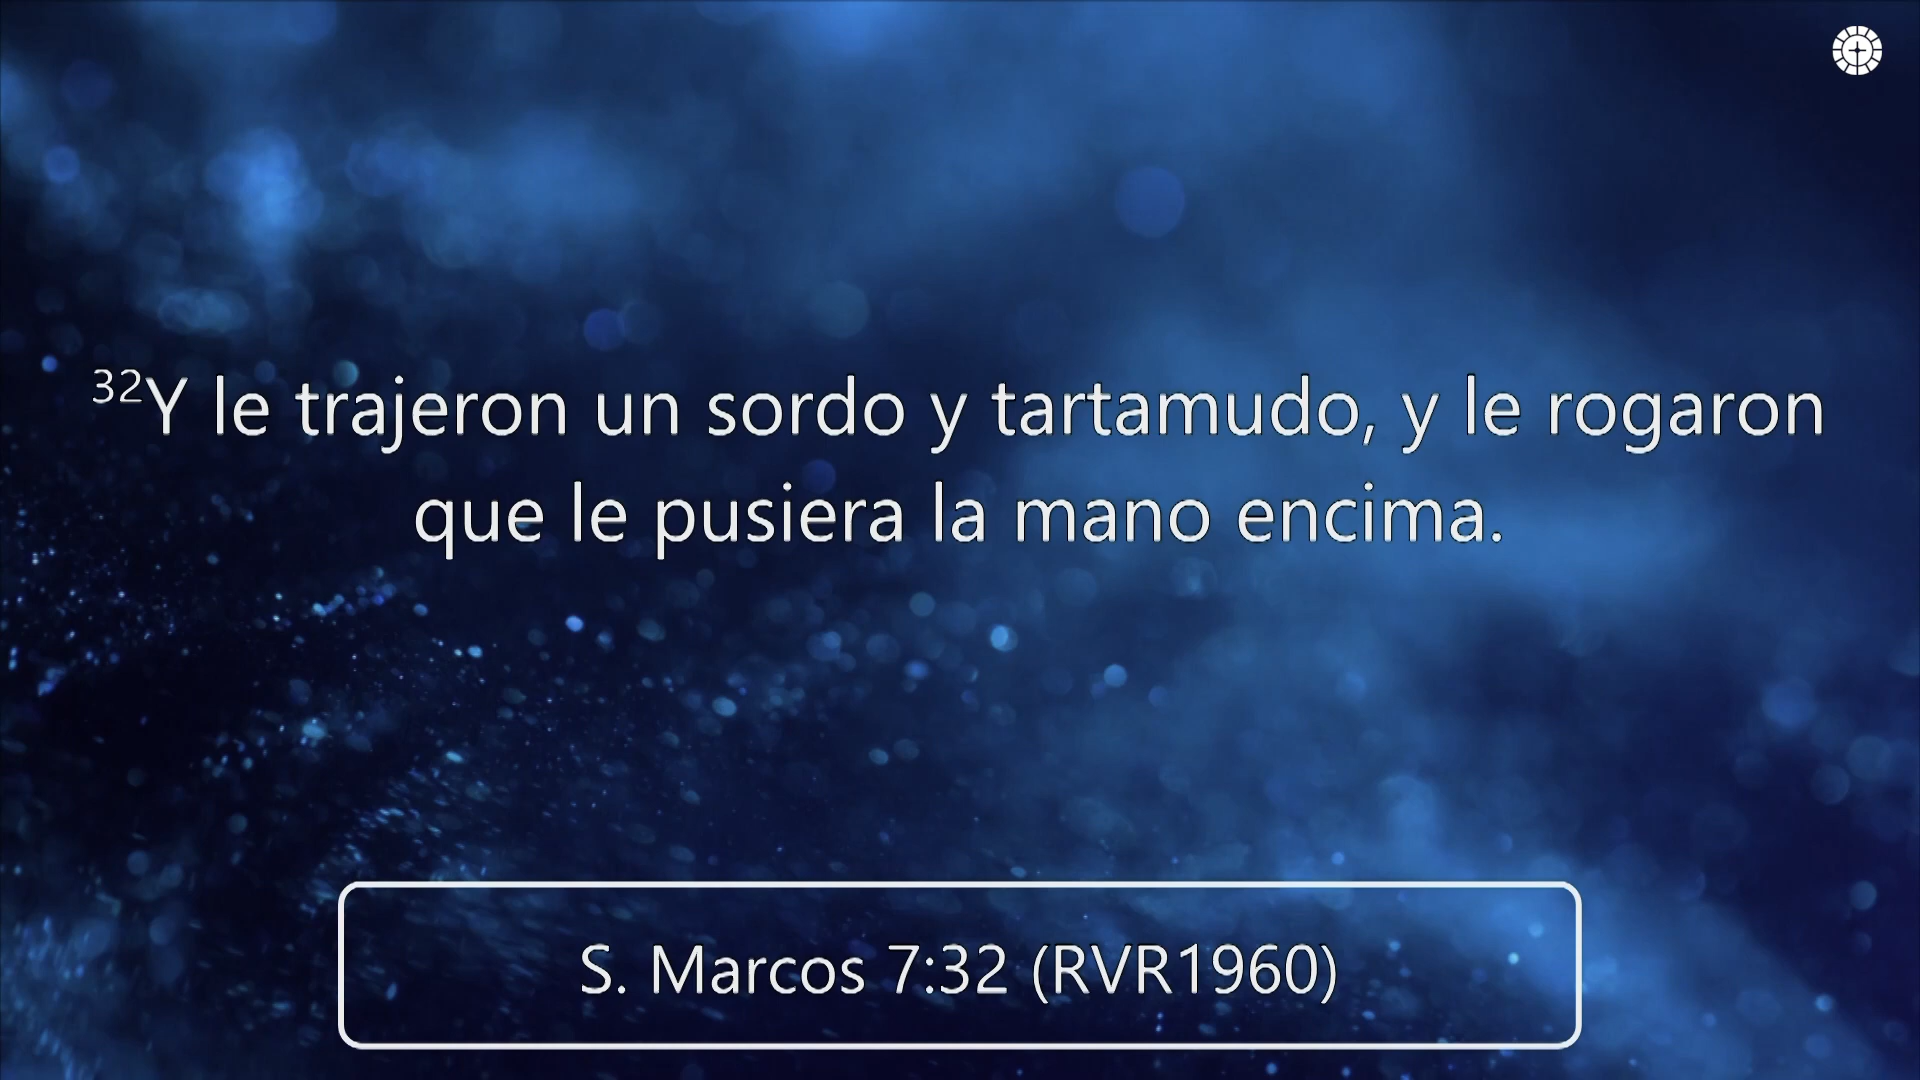 32Y le trajeron un sordo y tartamudo, y le rogaron
que le pusiera la mano encima.
S. Marcos 7:32 (RVR1960)